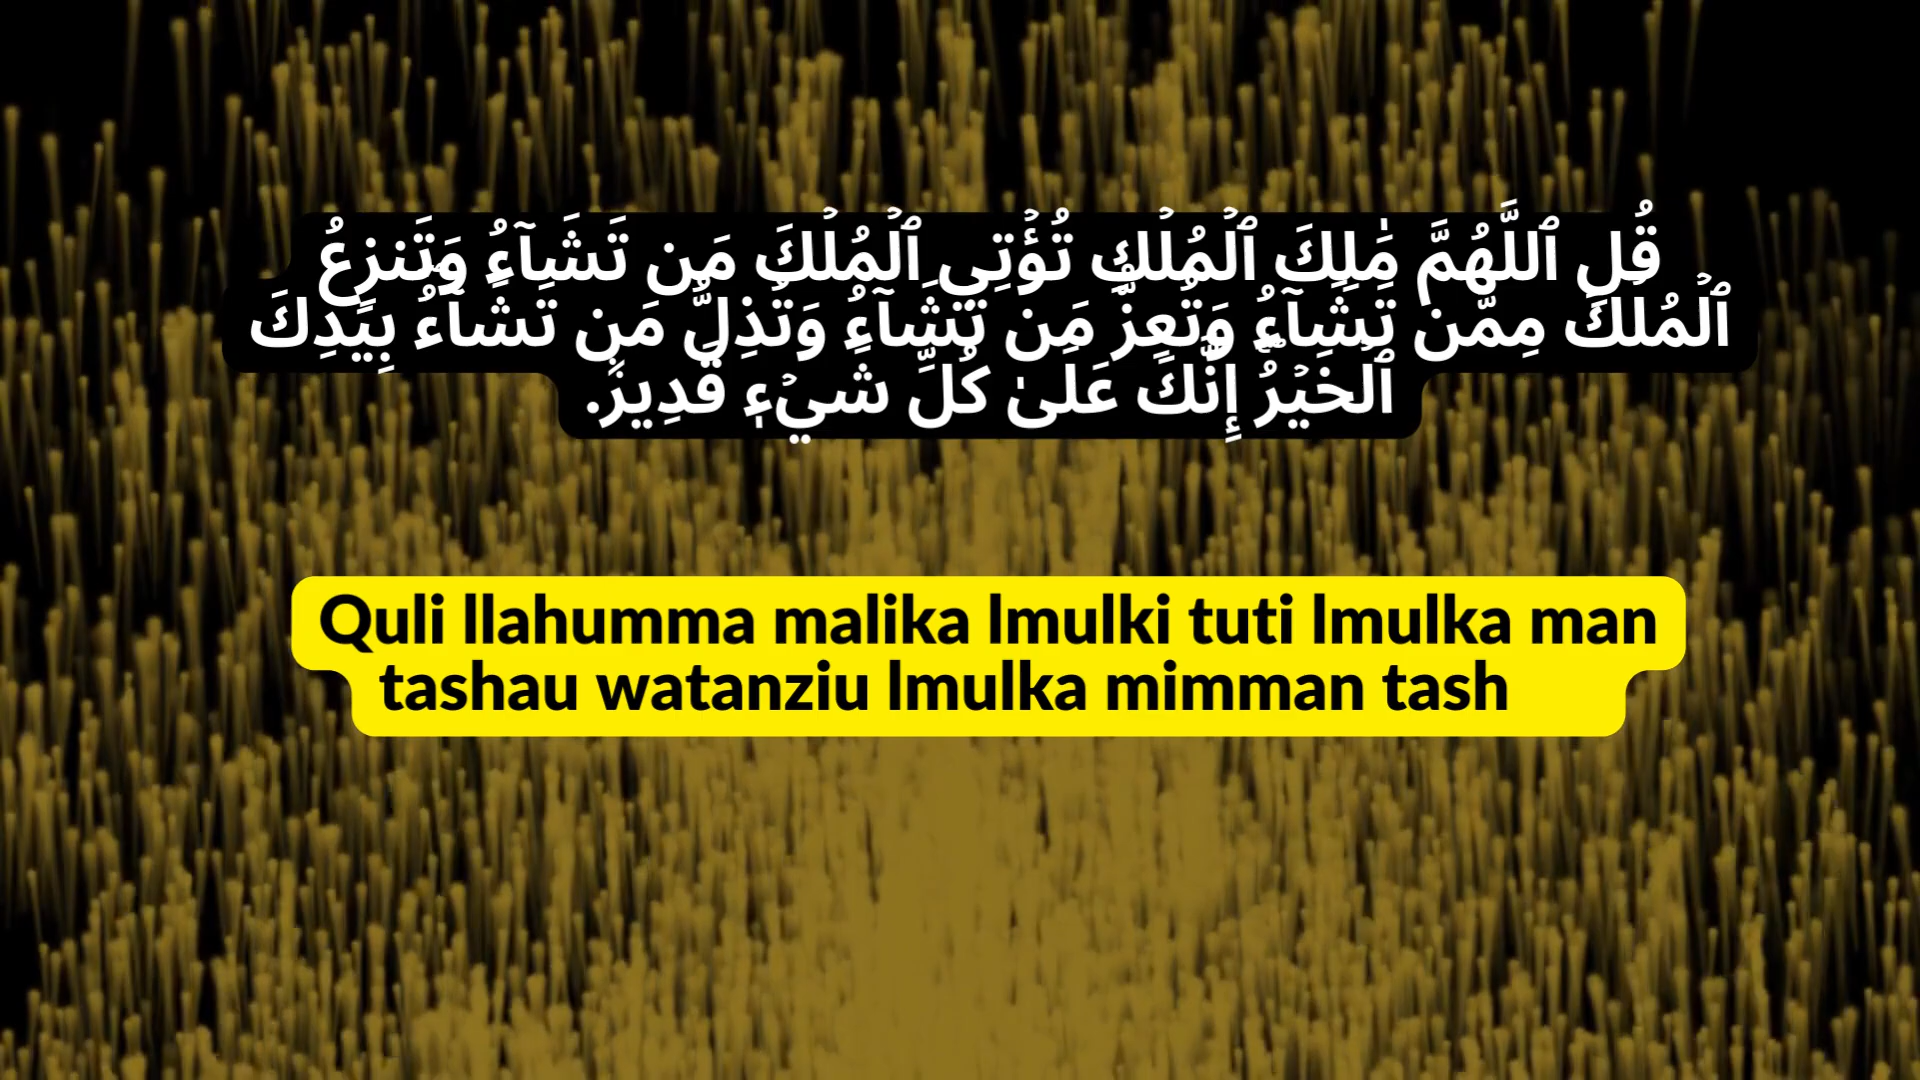 قُلِ ٱللَّهُمَّ مَٰلِكَ ٱلۡمُلۡكِ تُؤۡتِي ٱلۡمُلۡكَ مَن تَشَآءُ وَتَنزِعُ
ٱلۡمُلۡكَ مِمَّن تَشَآءُ وَتُعِزُّ مَن تَشَآءُ وَتُذِلُّ مَن تَشَآءُۖ بِيَدِكَ
ٱلۡخَيۡرُۖ إِنَّكَ عَلَىٰ كُلِّ شَيۡءٖ قَدِيرٞ.
Quli llahumma malika lmulki tuti lmulka man
tashau watanziu lmulka mimman tash